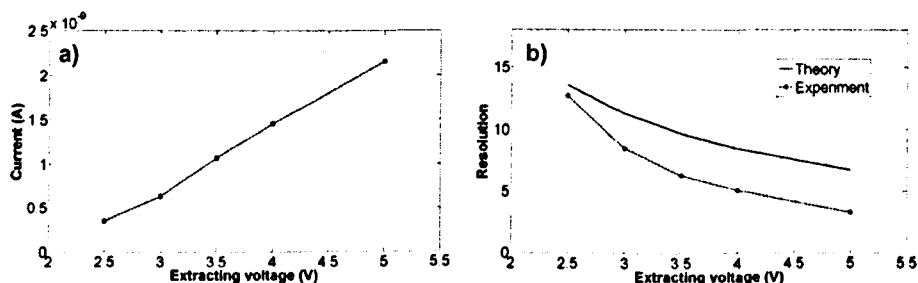 x 10⁻⁹
2 5
2
1 5
1
0 5
0
a)
Current (A)
2 2 5 3 3 5 4 4 5 5 5 5
Extracting voltage (V)
b)
15
10
5
0
Resolution
Theory
Experiment
2 2 5 3 3 5 4 4 5 5 5 5
Extracting voltage (V)